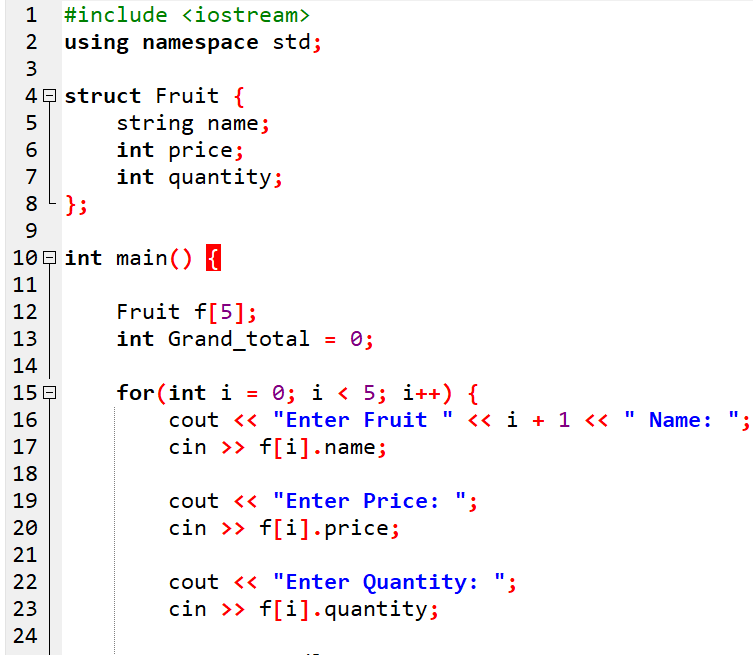 1 #include <iostream>
2 using namespace std;
3
4 struct Fruit {
5 string name;
6 int price;
7 int quantity;
8 };
9
10 int main() {
11
12 Fruit f[5];
13 int Grand_total = 0;
14
15 for(int i = 0; i < 5; i++) {
16 cout << "Enter Fruit " << i + 1 << " Name: ";
17 cin >> f[i].name;
18
19 cout << "Enter Price: ";
20 cin >> f[i].price;
21
22 cout << "Enter Quantity: ";
23 cin >> f[i].quantity;
24